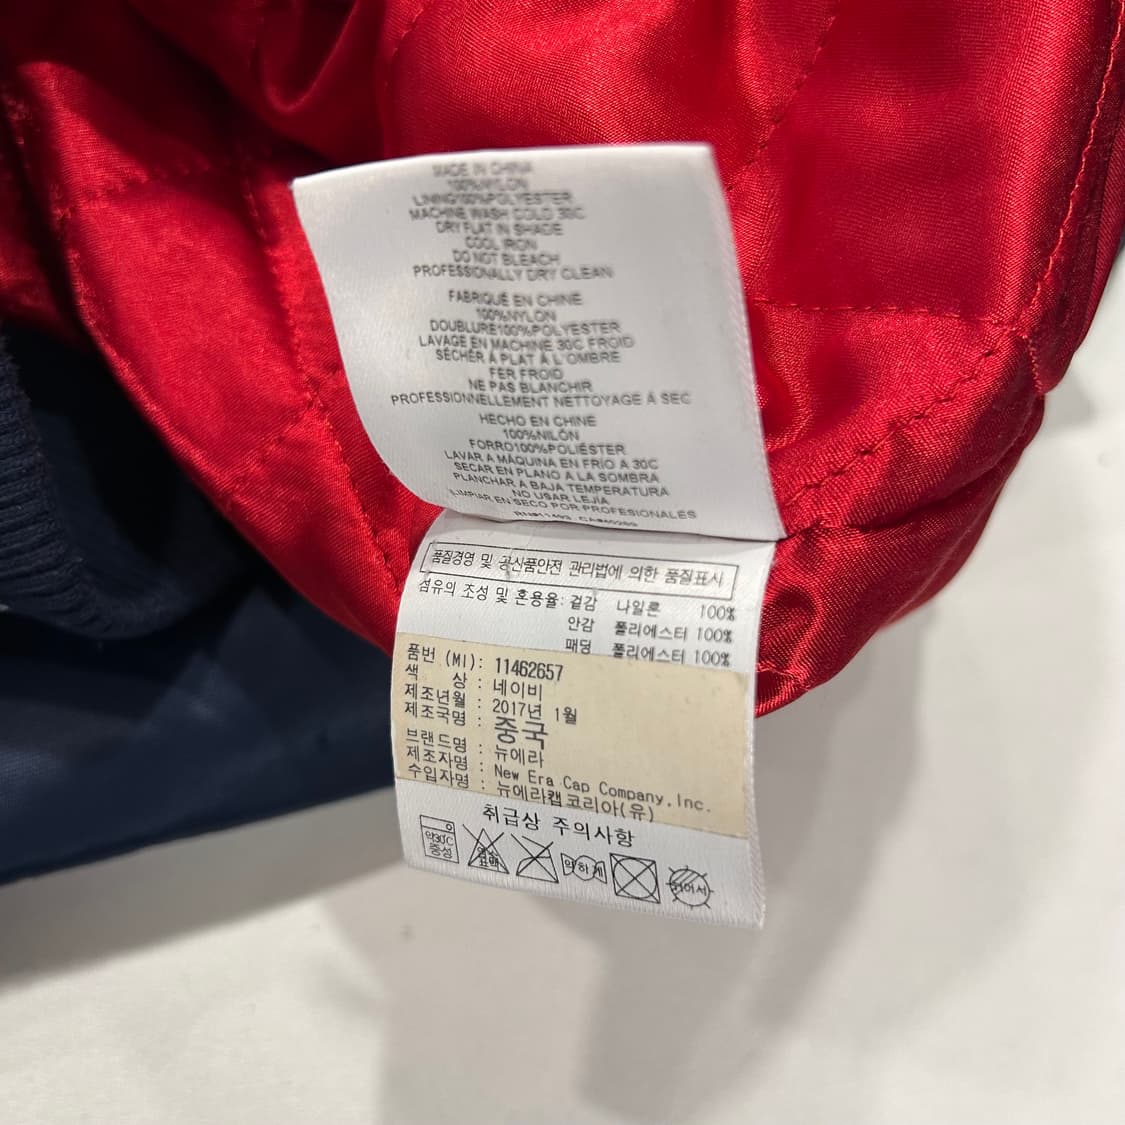 MADE IN CHINA
100%NYLON
LINING100%POLYESTER
MACHINE WASH COLD 30C
DRY FLAT IN SHADE
COOL IRON
DO NOT BLEACH
PROFESSIONALLY DRY CLEAN
FABRIQUÉ EN CHINE
100%NYLON
DOUBLURE100%POLYESTER
LAVAGE EN MACHINE 30C FROID
SÉCHER À PLAT À L'OMBRE
FER FROID
NE PAS BLANCHIR
PROFESSIONNELLEMENT NETTOYAGE À SEC
HECHO EN CHINE
100%NILÓN
FORRO100%POLIÉSTER
LAVAR A MÁQUINA EN FRÍO A 30C
SECAR EN PLANO A LA SOMBRA
PLANCHAR A BAJA TEMPERATURA
NO USAR LEJÍA
LIMPIAR EN SECO POR PROFESIONALES
품질경영 및 공산품안전 관리법에 의한 품질표시
섬유의 조성 및 혼용율: 겉감 나일론 100%
안감 폴리에스터 100%
패딩 폴리에스터 100%
품번 (MI): 11462657
색 상 : 네이비
제조년월 : 2017년 1월
제조국명 : 중국
브랜드명 : 뉴에라
제조자명 : New Era Cap Company,Inc.
수입자명 : 뉴에라캡코리아(유)
취급상 주의사항
약30℃
중성
염소
표백
약하게
드라이